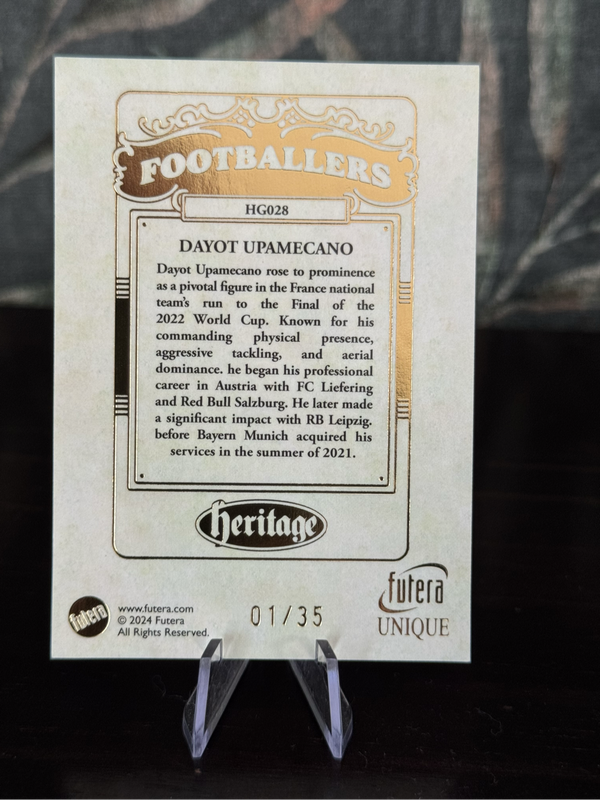 FOOTBALLERS
HG028
DAYOT UPAMECANO
Dayot Upamecano rose to prominence
as a pivotal figure in the France national
team's run to the Final of the
2022 World Cup. Known for his
commanding physical presence,
aggressive tackling, and aerial
dominance. he began his professional
career in Austria with FC Liefering
and Red Bull Salzburg. He later made
a significant impact with RB Leipzig.
before Bayern Munich acquired his
services in the summer of 2021.
heritage
futera
www.futera.com
© 2024 Futera
All Rights Reserved.
01/35
futera
UNIQUE